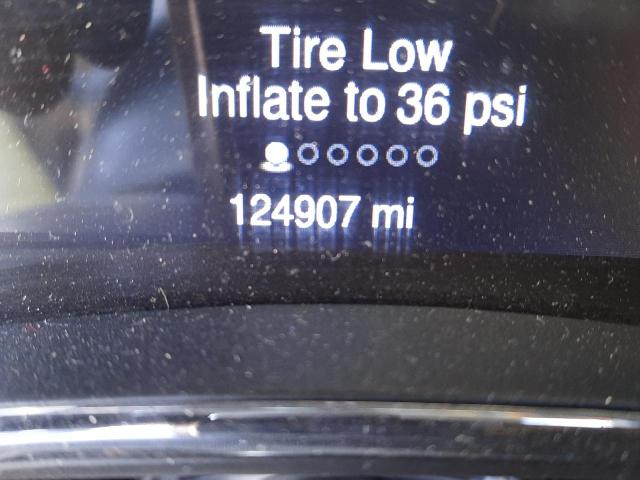 Tire Low
Inflate to 36 psi
124907 mi